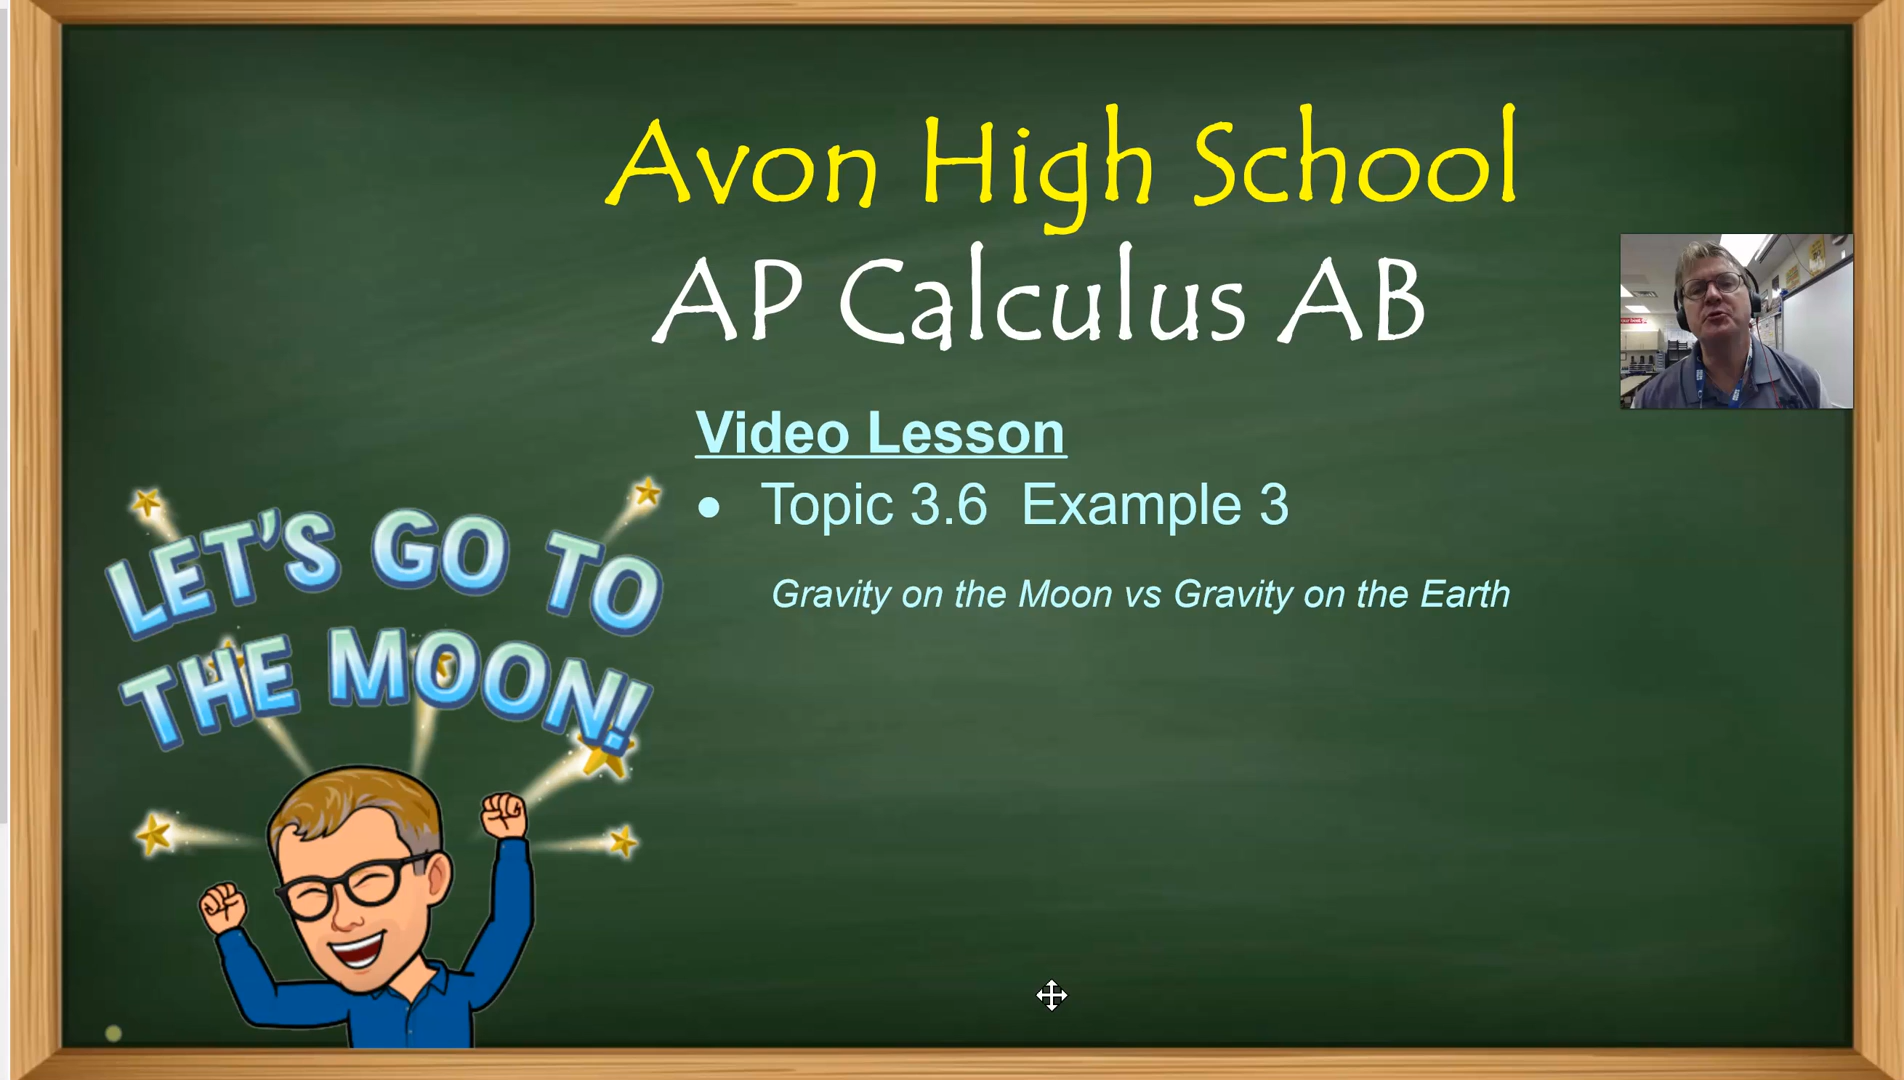 Avon High School
AP Calculus AB
Video Lesson
• Topic 3.6 Example 3
Gravity on the Moon vs Gravity on the Earth
LET'S GO TO
THE MOON!